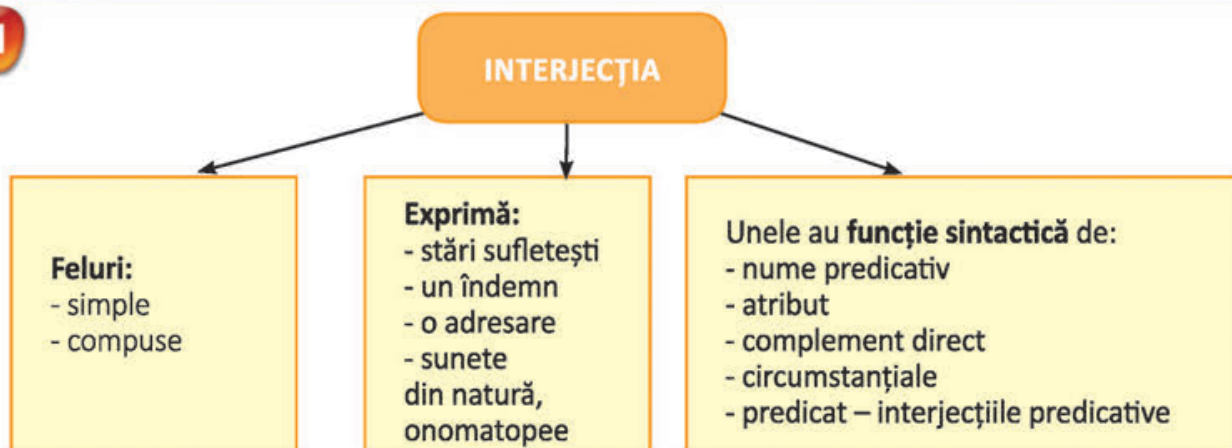 INTERJECȚIA
Feluri:
- simple
- compuse
Exprimă:
- stări sufletești
- un îndemn
- o adresare
- sunete
din natură,
onomatopee
Unele au funcție sintactică de:
- nume predicativ
- atribut
- complement direct
- circumstanțiale
- predicat – interjecțiile predicative